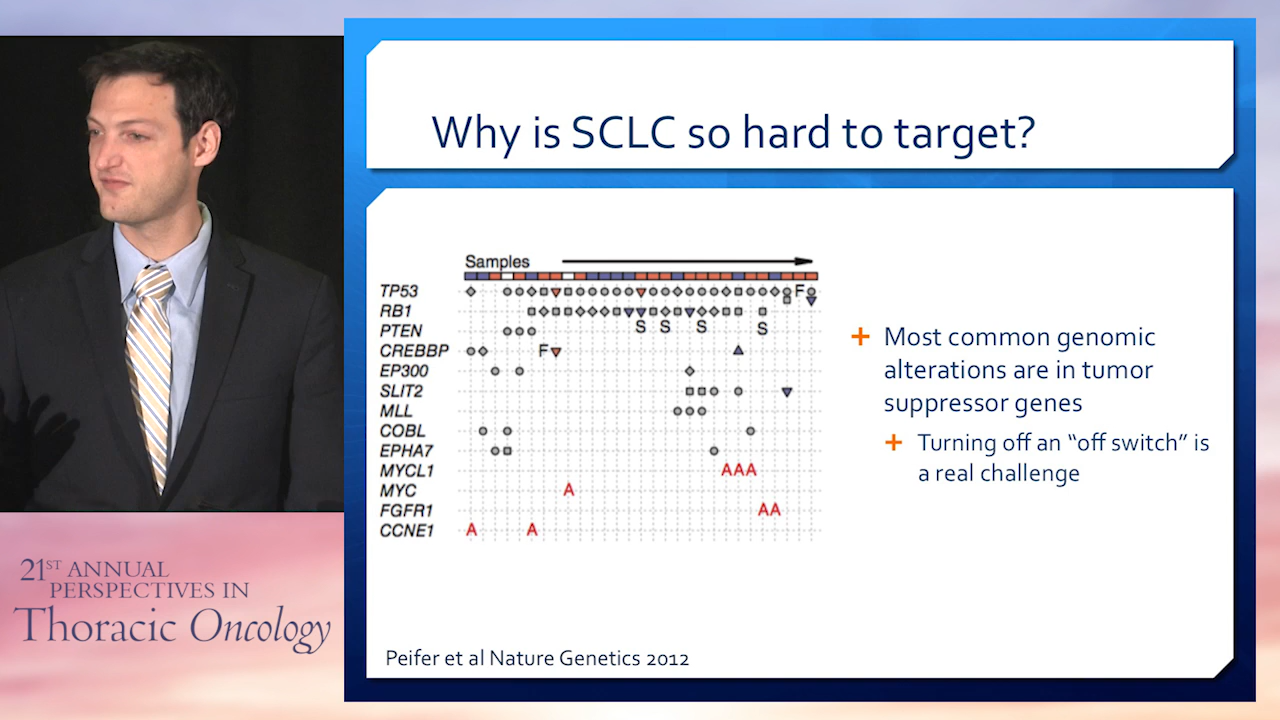 Why is SCLC so hard to target?
Samples
TP53 F
RB1
S S S S
PTEN
CREBBP F
EP300
SLIT2
MLL
COBL
EPHA7
MYCL1 AAA
MYC A
FGFR1 AA
CCNE1 A A
Most common genomic
alterations are in tumor
suppressor genes
Turning off an “off switch” is
a real challenge
Peifer et al Nature Genetics 2012
21ST ANNUAL
PERSPECTIVES IN
Thoracic Oncology